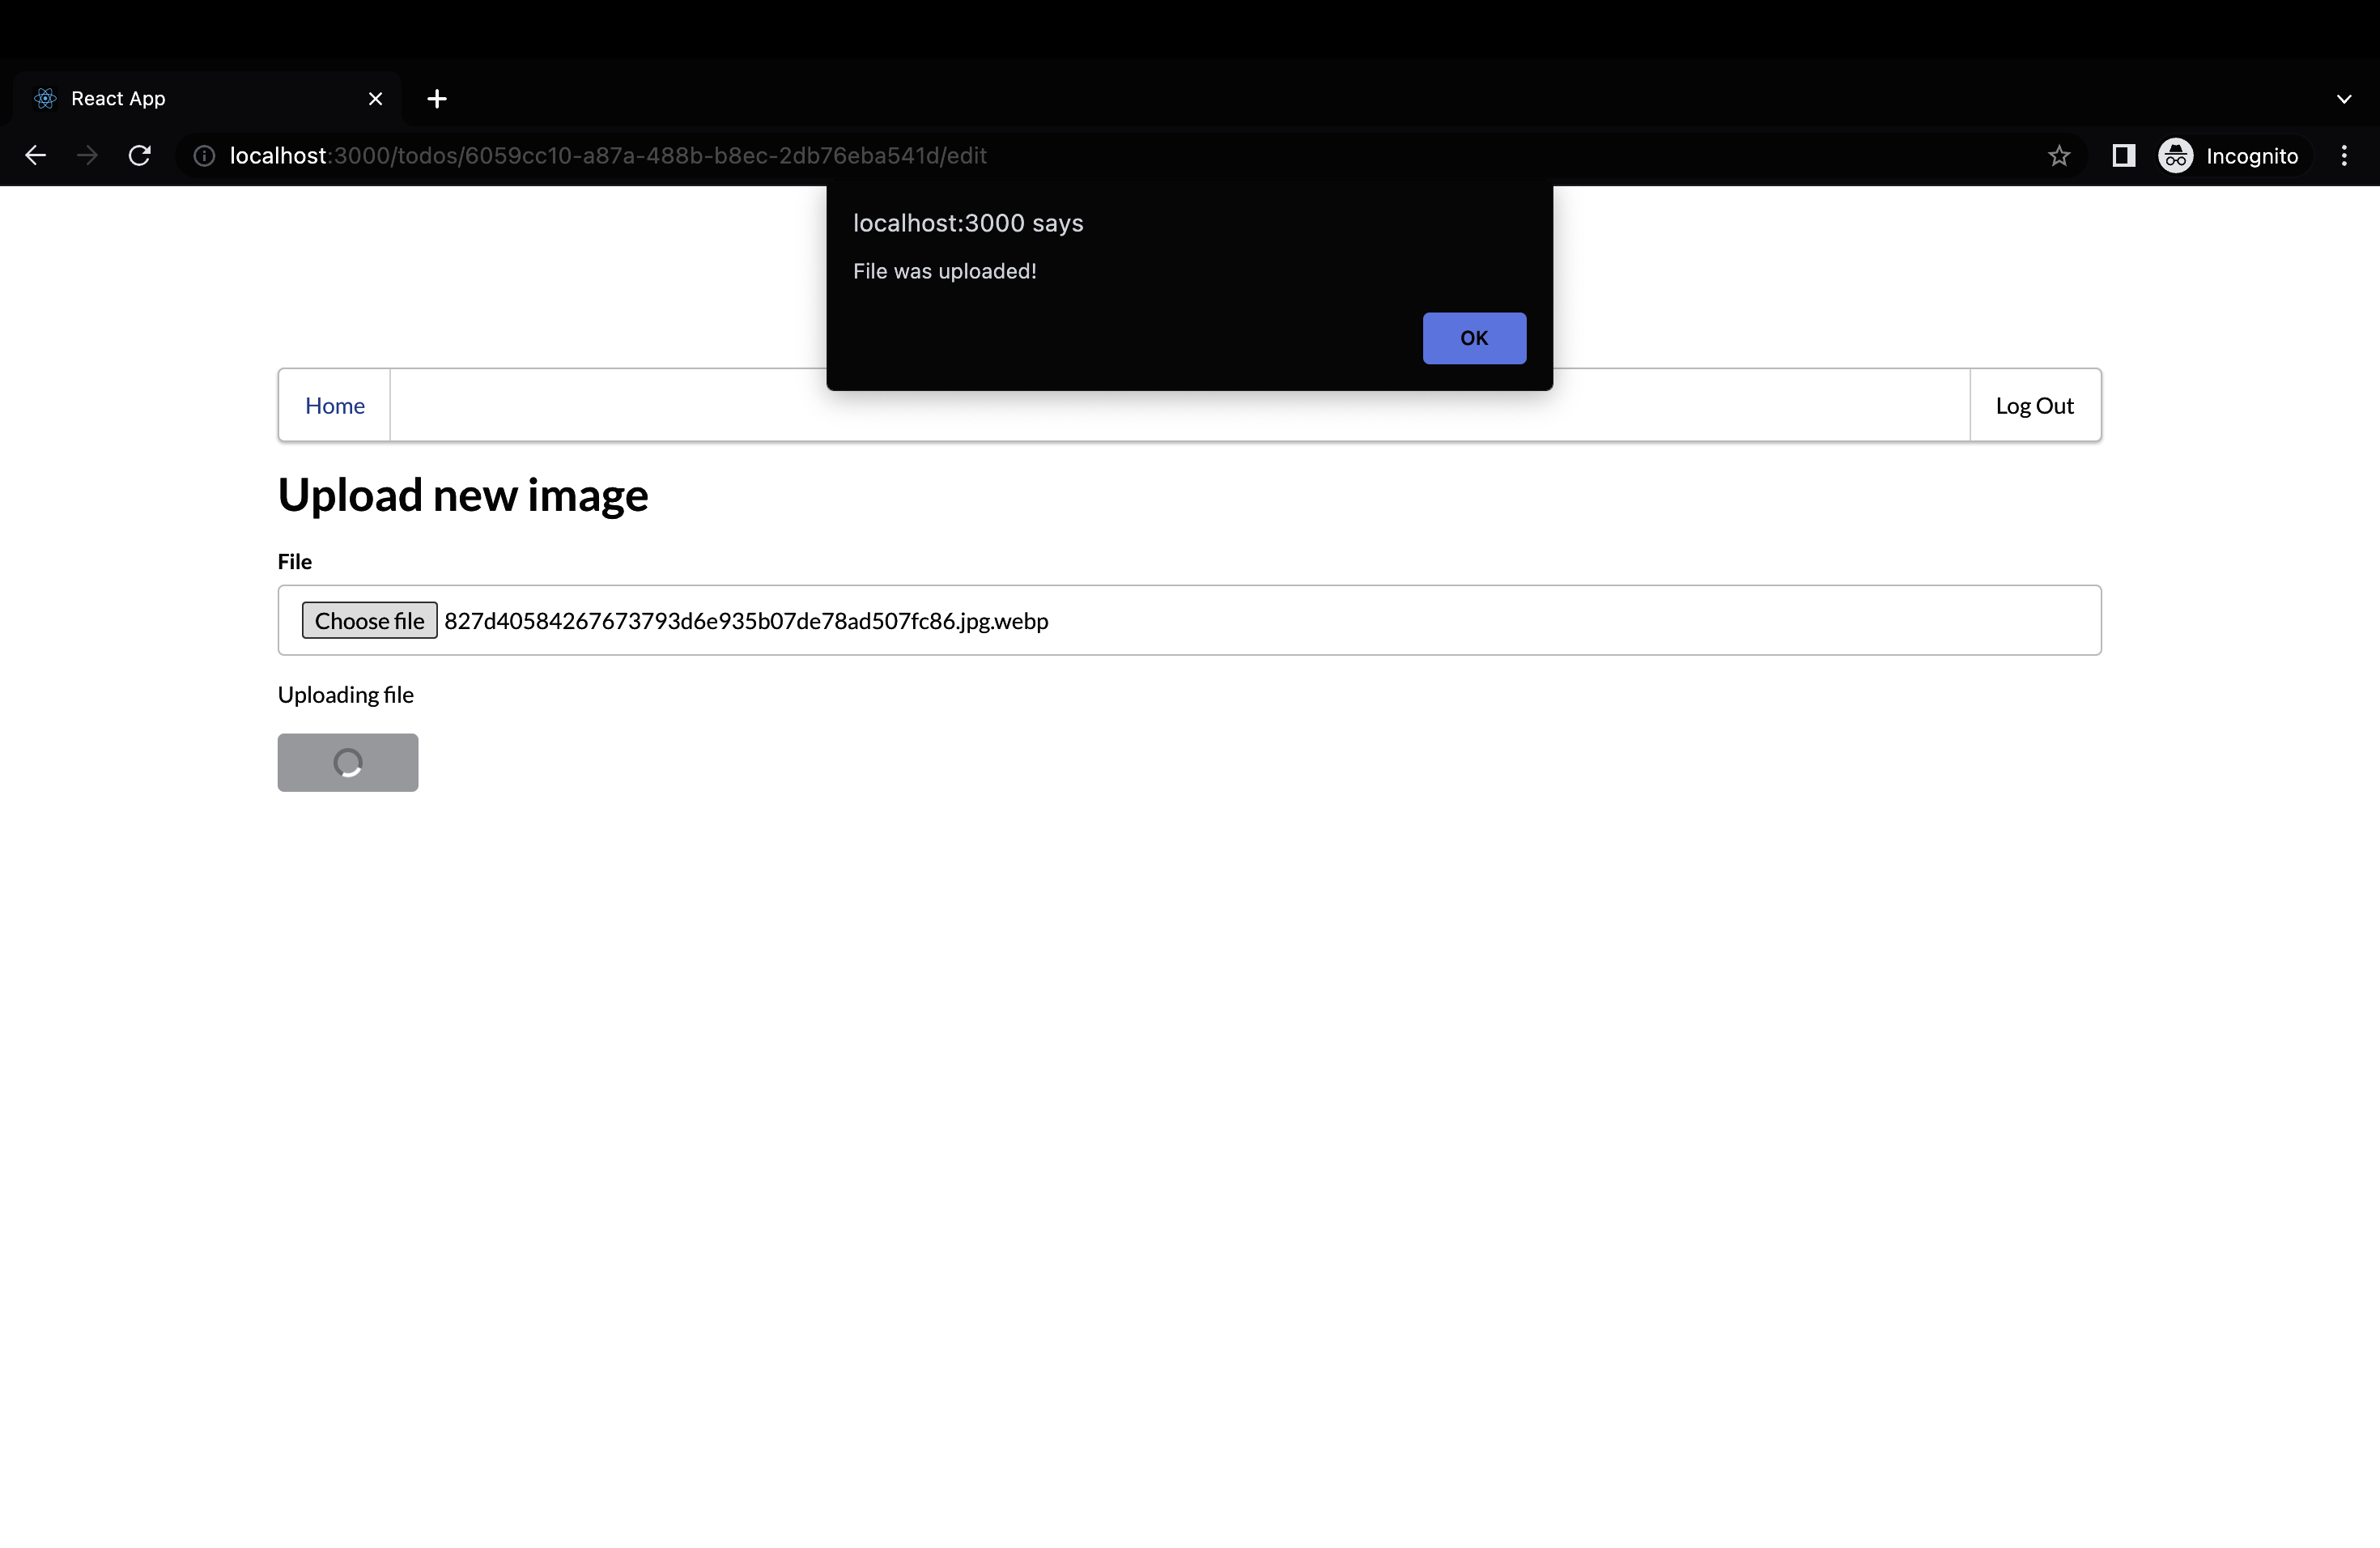 React App
localhost:3000/todos/6059cc10-a87a-488b-b8ec-2db76eba541d/edit
Incognito
localhost:3000 says
File was uploaded!
OK
Home
Log Out
Upload new image
File
Choose file 827d40584267673793d6e935b07de78ad507fc86.jpg.webp
Uploading file